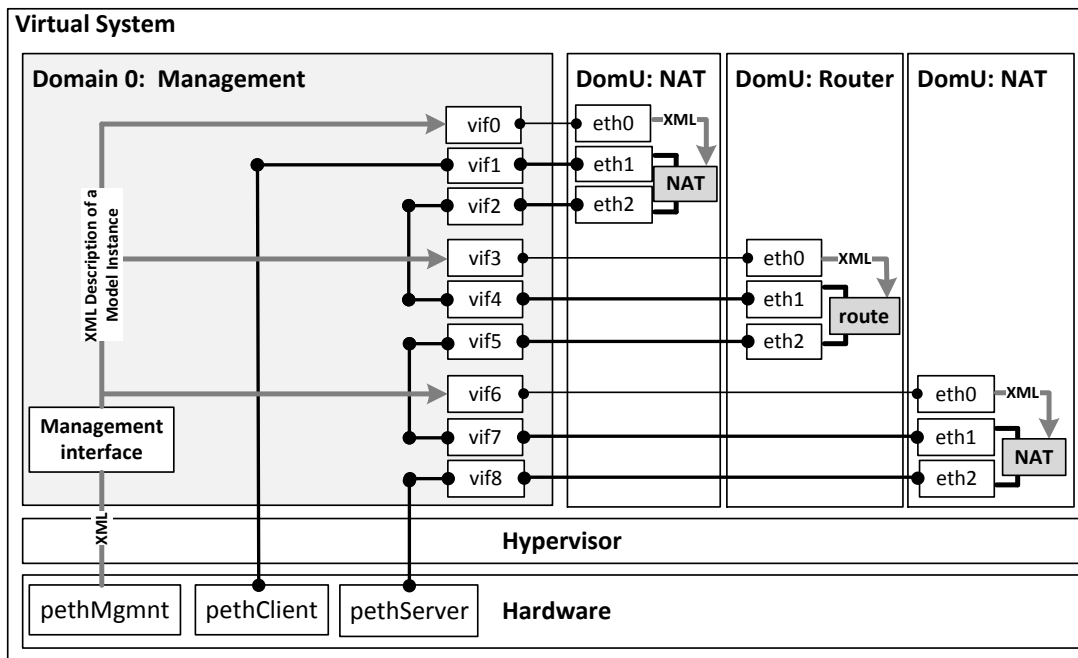 Virtual System
Domain 0:  Management
DomU: NAT
DomU: Router
DomU: NAT
vif0
eth0
XML
vif1
eth1
NAT
vif2
eth2
XML Description of a
Model Instance
vif3
eth0
XML
vif4
eth1
route
vif5
eth2
vif6
eth0
XML
Management
interface
vif7
eth1
NAT
vif8
eth2
XML
Hypervisor
pethMgmnt
pethClient
pethServer
Hardware